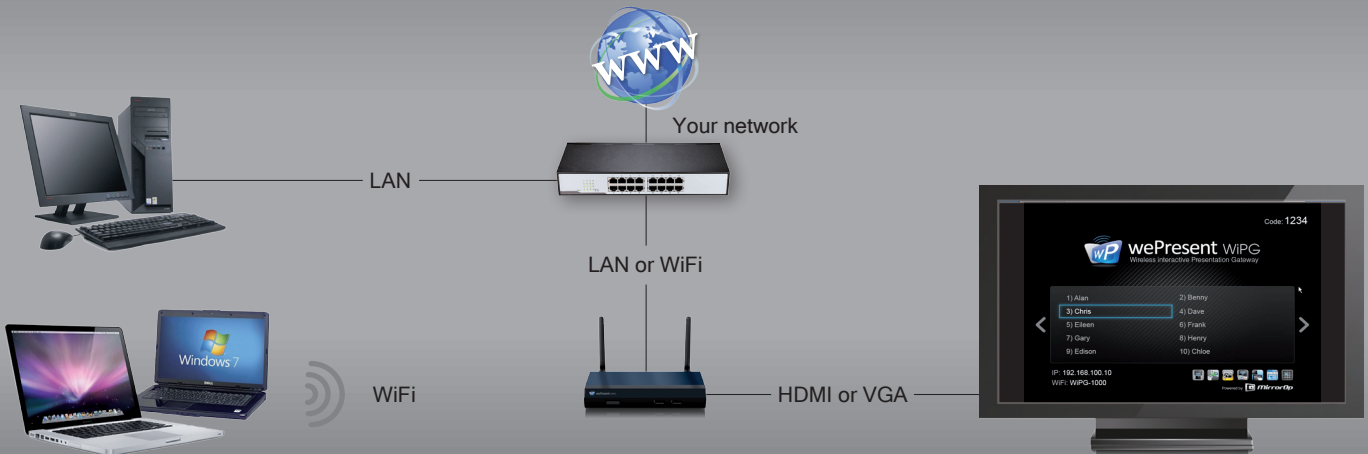 WWW
Your network
LAN
LAN or WiFi
Windows 7
WiFi
HDMI or VGA
Code: 1234
wP
wePresent WiPG
Wireless interactive Presentation Gateway
1) Alan
2) Benny
3) Chris
4) Dave
5) Eileen
6) Frank
7) Gary
8) Henry
9) Edison
10) Chloe
IP: 192.168.100.10
WiFi: WiPG-1000
Powered by MirrorOp